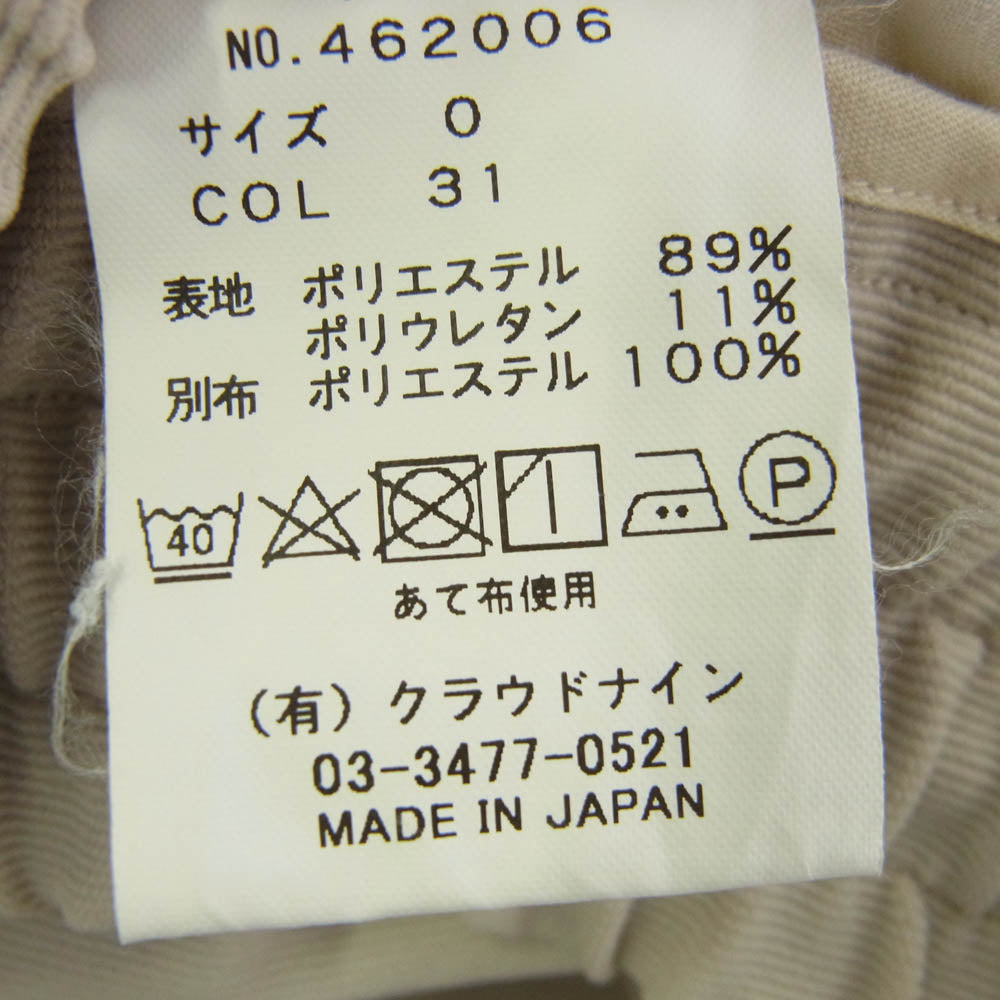 NO.462006
サイズ 0
COL 31
表地 ポリエステル 89%
ポリウレタン 11%
別布 ポリエステル 100%
40 P
あて布使用
(有)クラウドナイン
03-3477-0521
MADE IN JAPAN